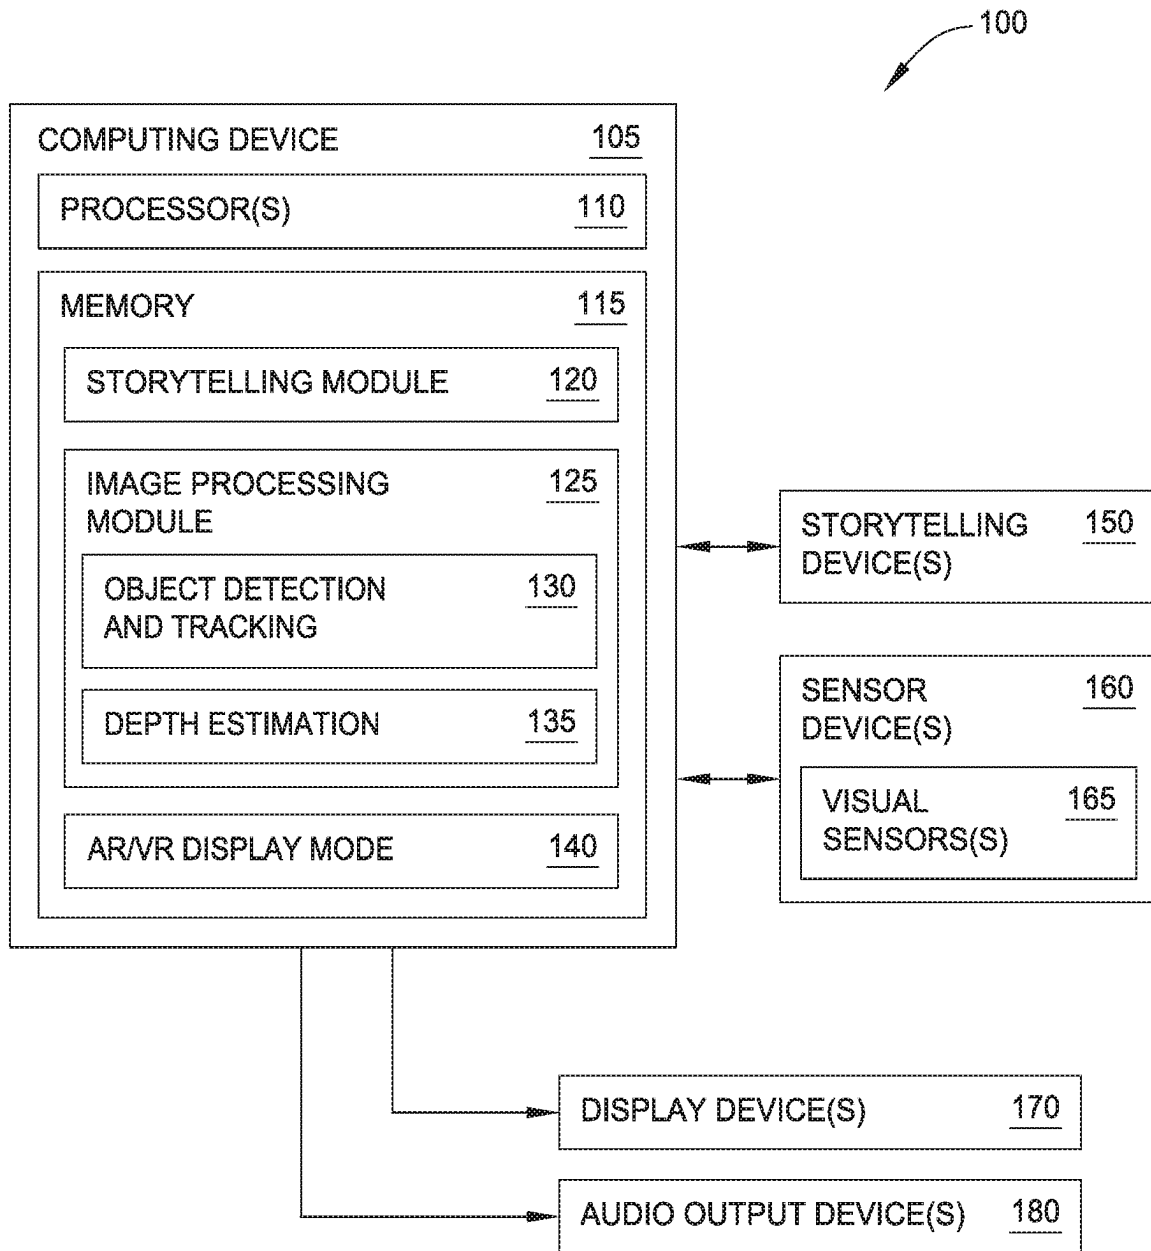 100
COMPUTING DEVICE 105
PROCESSOR(S) 110
MEMORY 115
STORYTELLING MODULE 120
IMAGE PROCESSING 125
MODULE
OBJECT DETECTION 130
AND TRACKING
DEPTH ESTIMATION 135
AR/VR DISPLAY MODE 140
STORYTELLING 150
DEVICE(S)
SENSOR 160
DEVICE(S)
VISUAL 165
SENSORS(S)
DISPLAY DEVICE(S) 170
AUDIO OUTPUT DEVICE(S) 180